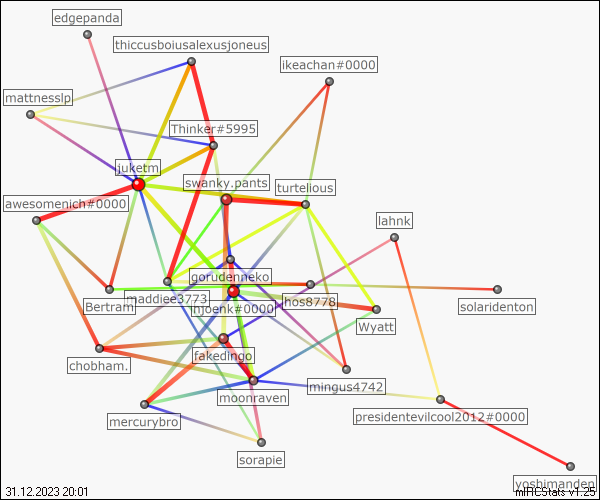 edgepanda
thiccusboiusalexusjoneus
ikeachan#0000
mattnesslp
Thinker#5995
juketm
swanky.pants
turtelious
awesomenich#0000
lahnk
gorudenneko
maddiee3773
hos8778
Bertram
njoenk#0000
solaridenton
Wyatt
fakedingo
chobham.
mingus4742
moonraven
presidentevilcool2012#0000
mercurybro
sorapie
yoshimanden
31.12.2023 20:01
mIRCStats v1.25